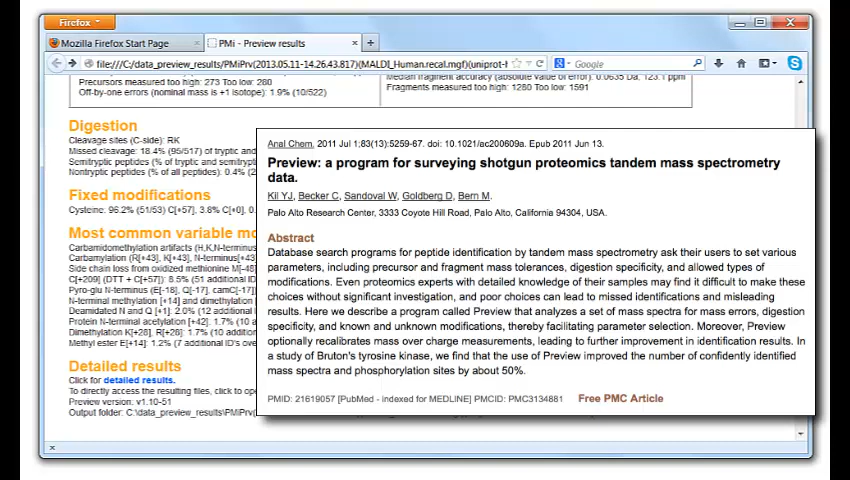 Firefox
Mozilla Firefox Start Page
PMi - Preview results
file:///C:/data_preview_results/PMiPrv(2013.05.11-14.26.43.817)(MALDI_Human.recal.mgf)(uniprot-h
Google
Precursors measured too high: 273 Too low: 280
Off-by-one errors (nominal mass is +1 isotope): 1.9% (10/522)
Median fragment accuracy (absolute value of error): 0.0635 Da, 123.1 ppm
Fragments measured too high: 1280 Too low: 1591
Digestion
Cleavage sites (C-side): RK
Missed cleavage: 18.4% (95/517) of tryptic and
Semitryptic peptides (% of tryptic and semitrypti
Nontryptic peptides (% of all peptides): 0.4% (2
Fixed modifications
Cysteine: 96.2% (51/53) C[+57], 3.8% C[+0],
Most common variable mo
Carbamidomethylation artifacts (H,K,N-terminus
Carbamylation (R[+43], K[+43], N-terminus[+43
Side chain loss from oxidized methionine M[-48]
C[+209] (DTT + C[+57]): 8.5% (51 additional ID
Pyro-glu N-terminus (E[-18], Q[-17], camC[-17]
N-terminal methylation [+14] and dimethylation [
Deamidated N and Q [+1]: 2.0% (12 additional I
Protein N-terminal acetylation [+42]: 1.7% (10 a
Dimethylation K[+28], R[+28]: 1.7% (10 addition
Methyl ester E[+14]: 1.2% (7 additional ID's over
Detailed results
Click for detailed results.
To directly access the resulting files, click to ope
Preview version: v1.10-51
Output folder: C:\data_preview_results\PMiPrv(
Anal Chem. 2011 Jul 1;83(13):5259-67. doi: 10.1021/ac200609a. Epub 2011 Jun 13.
Preview: a program for surveying shotgun proteomics tandem mass spectrometry
data.
Kil YJ, Becker C, Sandoval W, Goldberg D, Bern M.
Palo Alto Research Center, 3333 Coyote Hill Road, Palo Alto, California 94304, USA.
Abstract
Database search programs for peptide identification by tandem mass spectrometry ask their users to set various
parameters, including precursor and fragment mass tolerances, digestion specificity, and allowed types of
modifications. Even proteomics experts with detailed knowledge of their samples may find it difficult to make these
choices without significant investigation, and poor choices can lead to missed identifications and misleading
results. Here we describe a program called Preview that analyzes a set of mass spectra for mass errors, digestion
specificity, and known and unknown modifications, thereby facilitating parameter selection. Moreover, Preview
optionally recalibrates mass over charge measurements, leading to further improvement in identification results. In
a study of Bruton's tyrosine kinase, we find that the use of Preview improved the number of confidently identified
mass spectra and phosphorylation sites by about 50%.
PMID: 21619057 [PubMed - indexed for MEDLINE] PMCID: PMC3134881 Free PMC Article